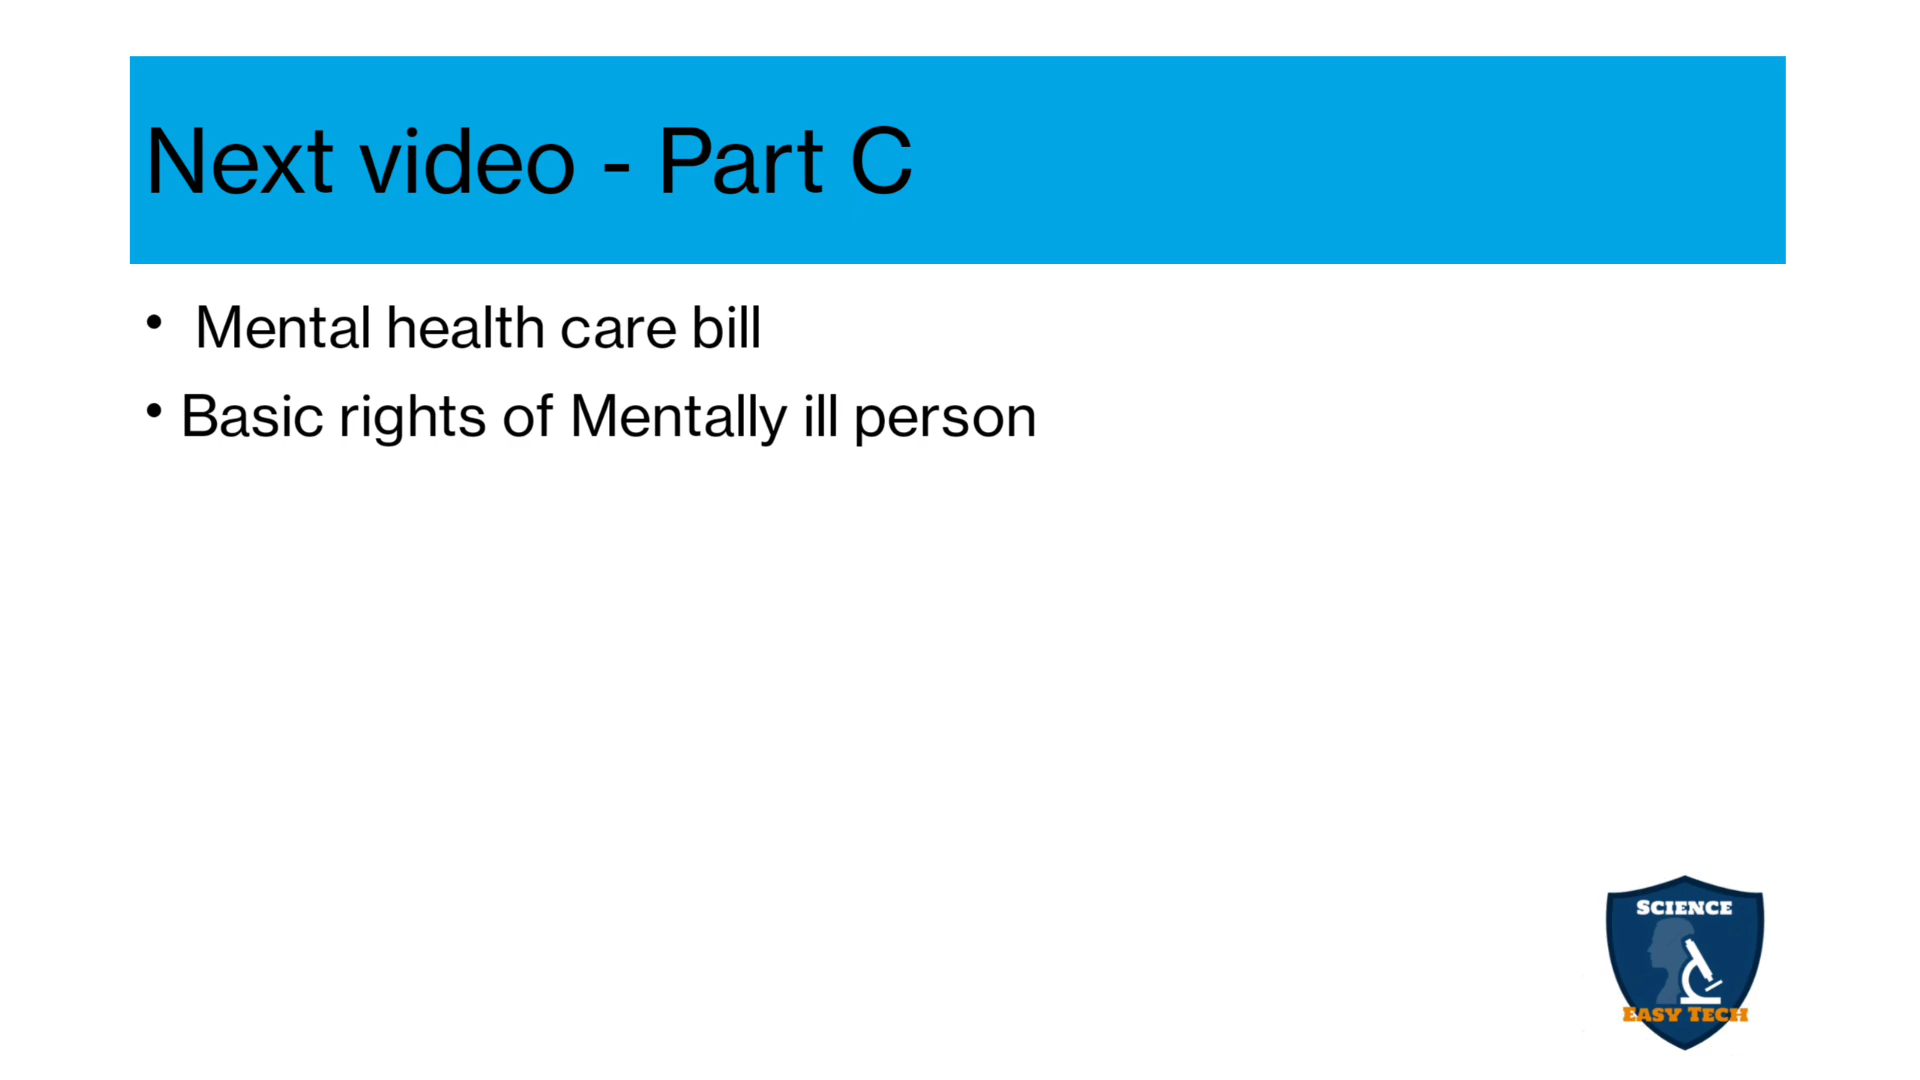 Next video - Part C
• Mental health care bill
• Basic rights of Mentally ill person
SCIENCE
EASY TECH